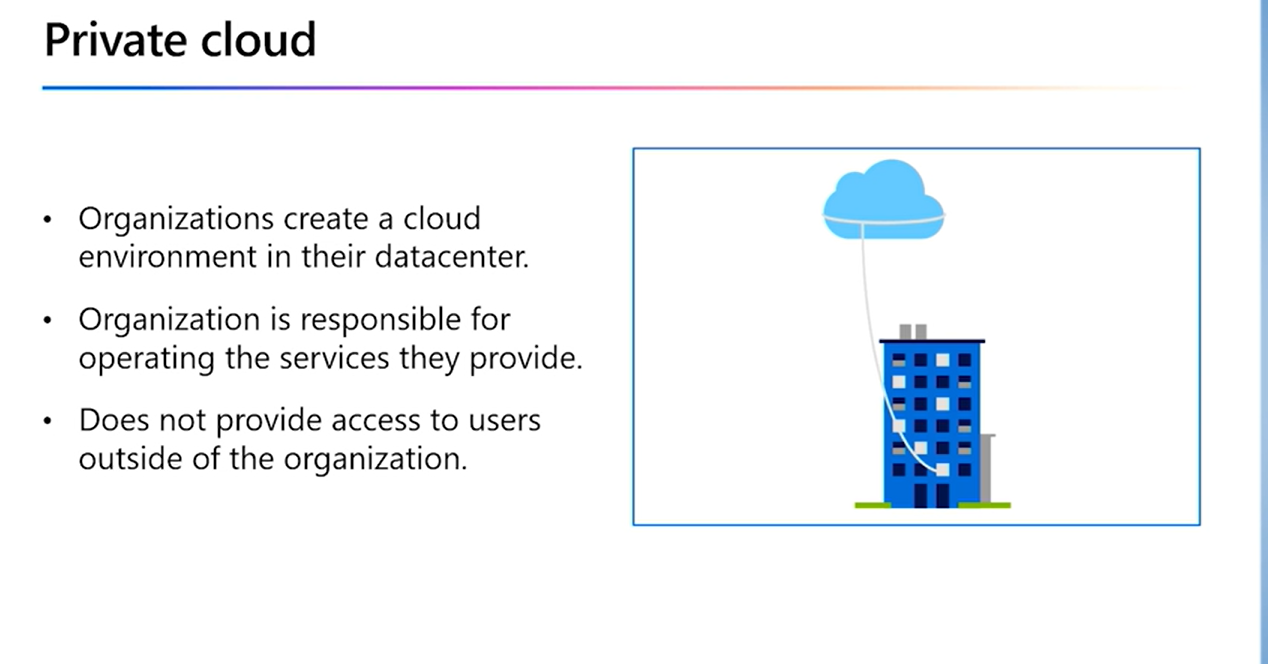 Private cloud
• Organizations create a cloud
environment in their datacenter.
• Organization is responsible for
operating the services they provide.
• Does not provide access to users
outside of the organization.